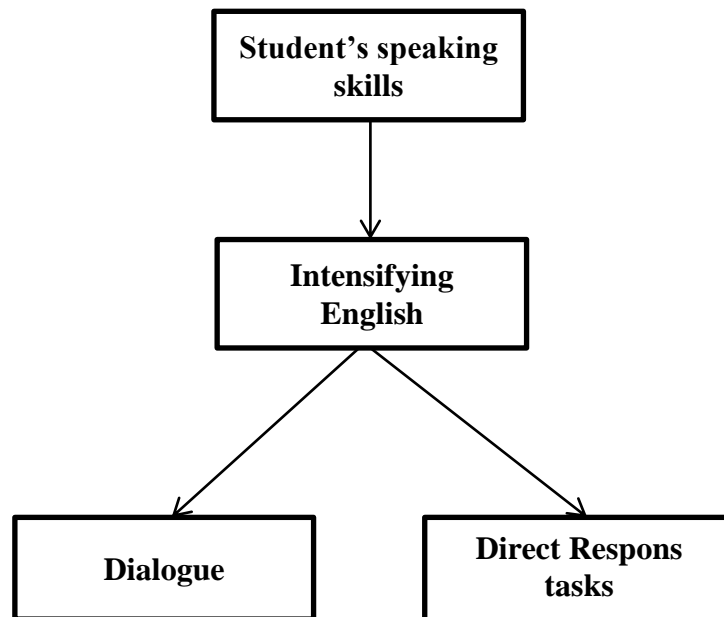 Student’s speaking
skills
Intensifying
English
Dialogue
Direct Respons
tasks